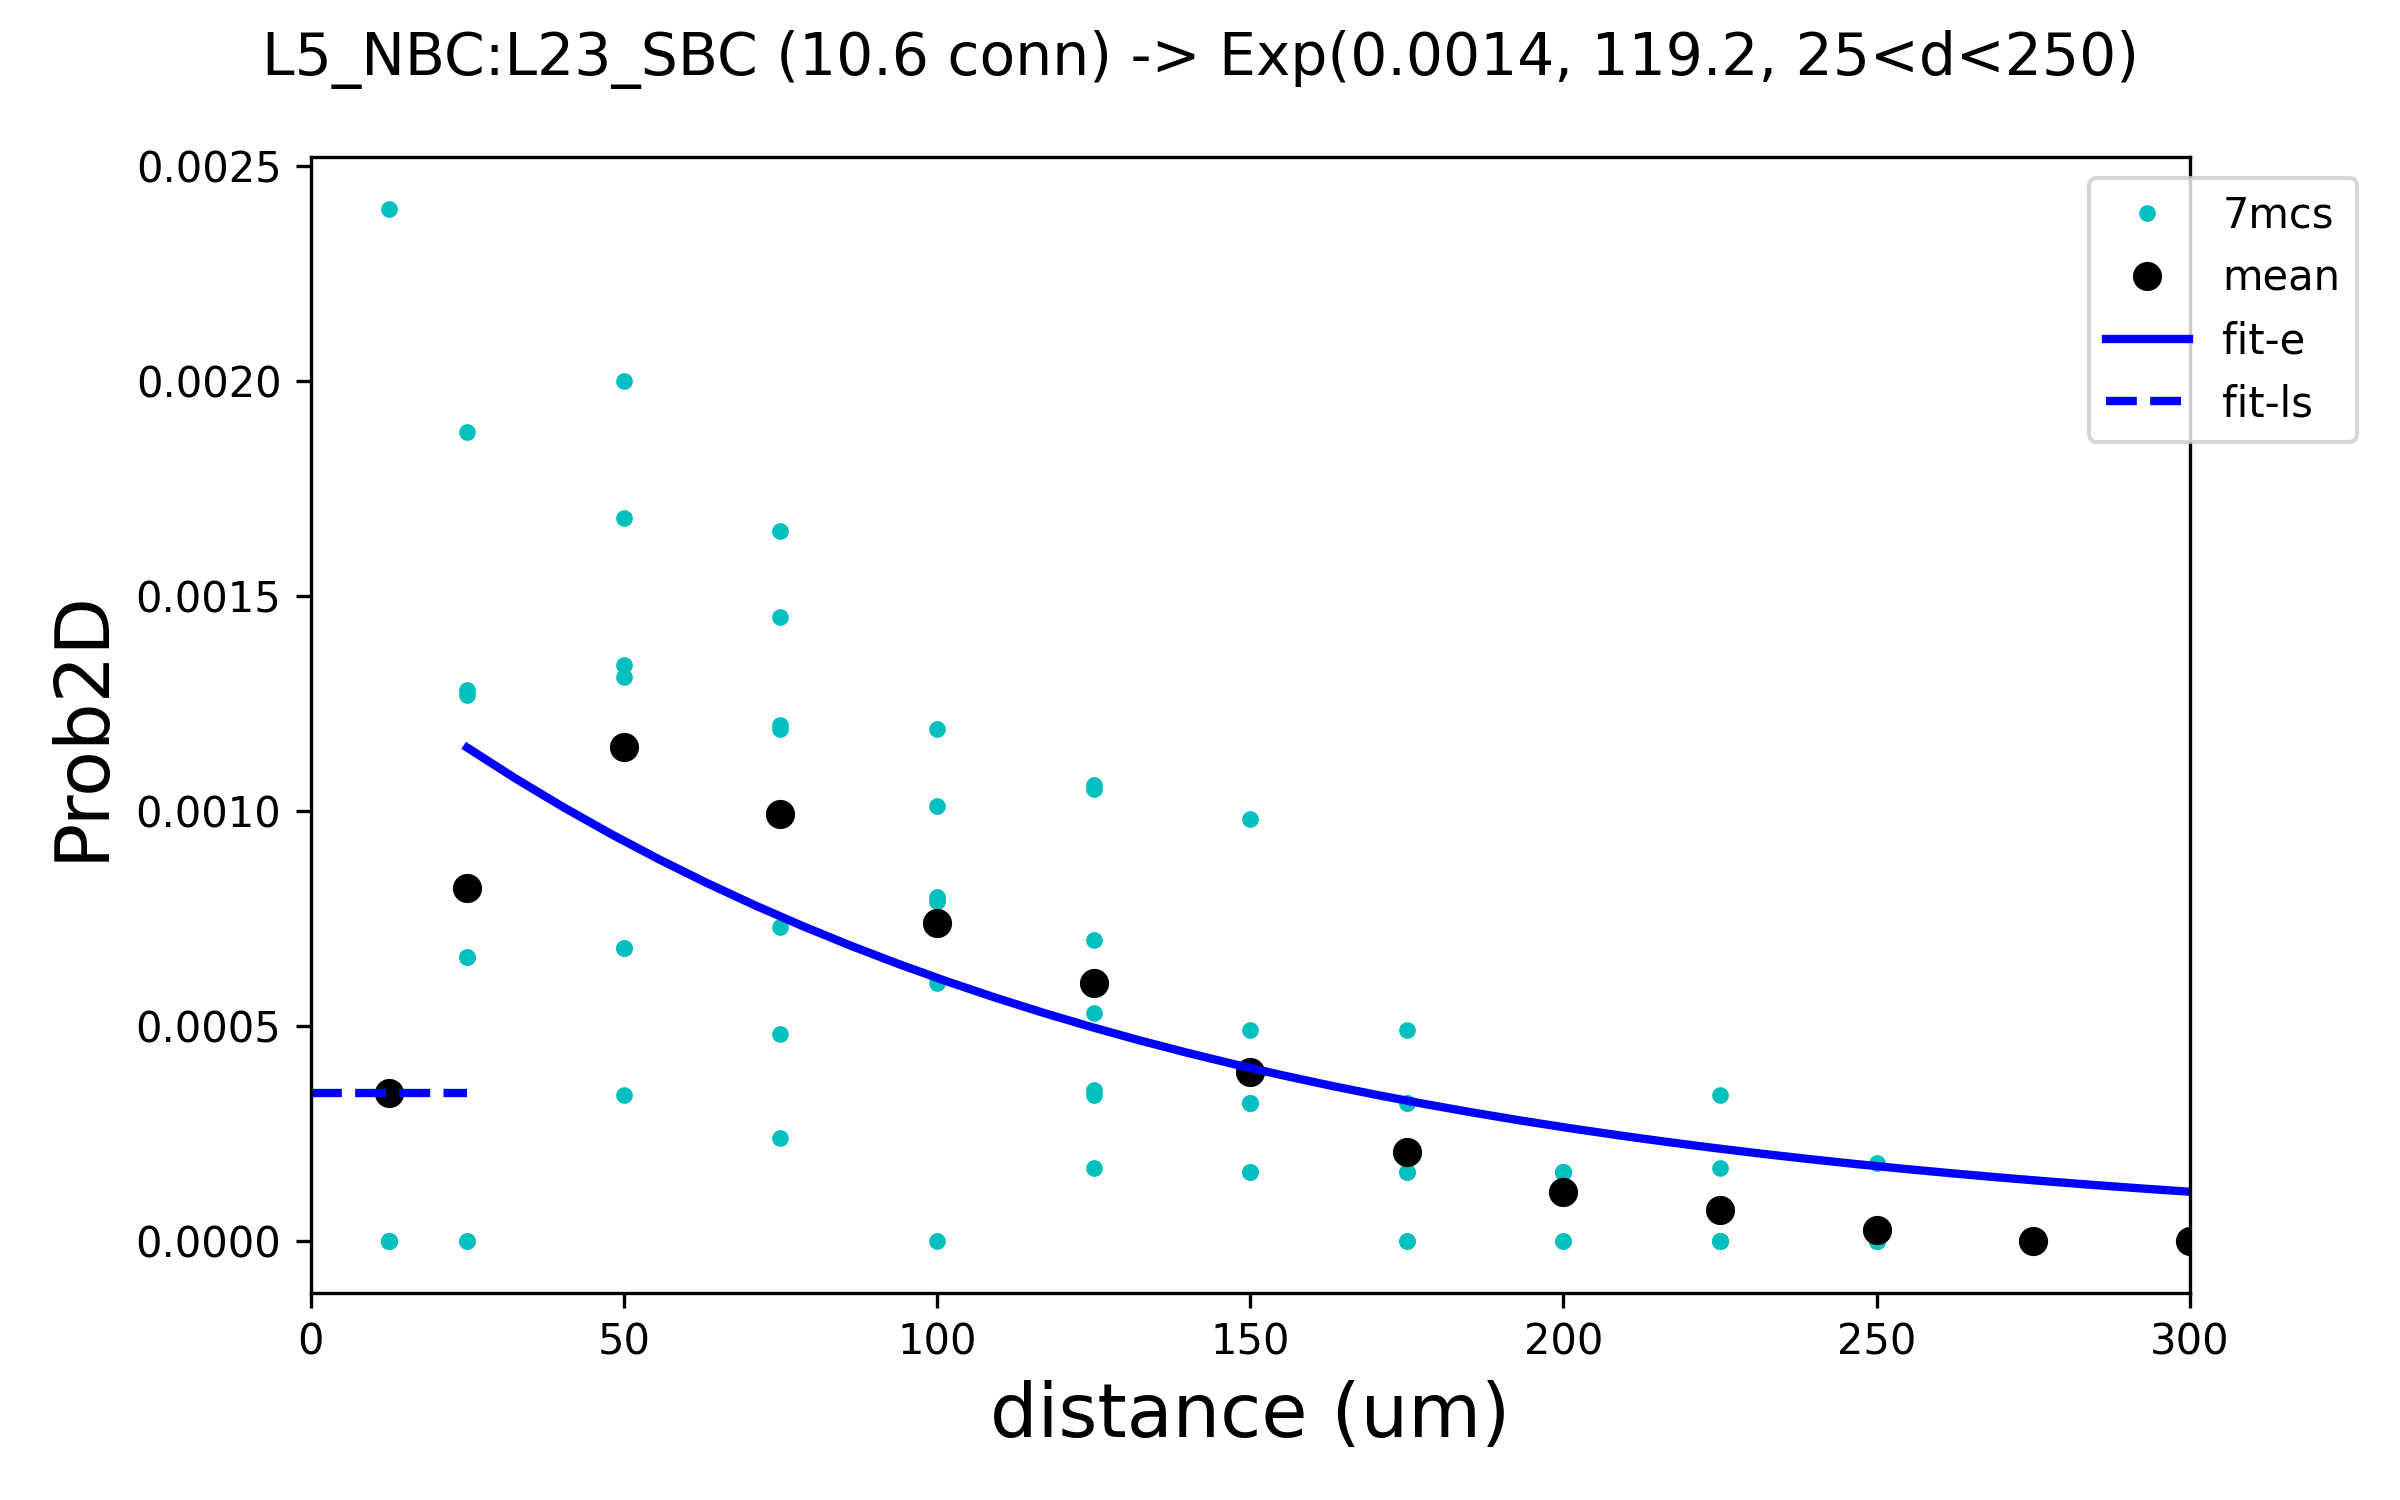 L5_NBC:L23_SBC (10.6 conn) -> Exp(0.0014, 119.2, 25<d<250)
0.0025
0.0020
0.0015
0.0010
0.0005
0.0000
Prob2D
7mcs
mean
fit-e
fit-ls
0 50 100 150 200 250 300
distance (um)